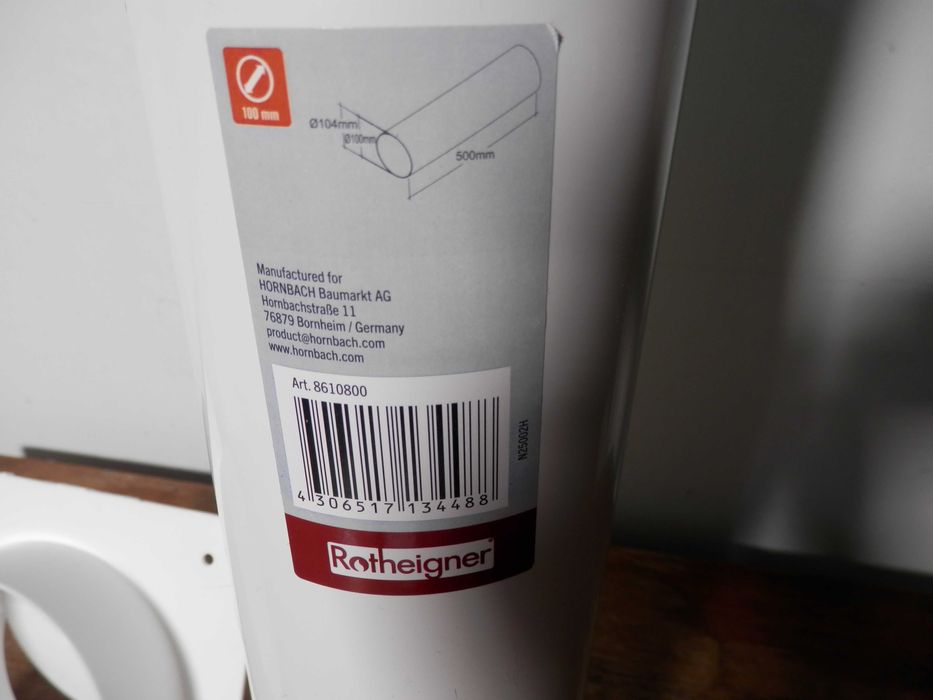 100 mm
Ø104mm
Ø100mm
500mm
Manufactured for
HORNBACH Baumarkt AG
Hornbachstraße 11
76879 Bornheim / Germany
product@hornbach.com
www.hornbach.com
Art. 8610800
N25002H
4 306517 134488
Rotheigner